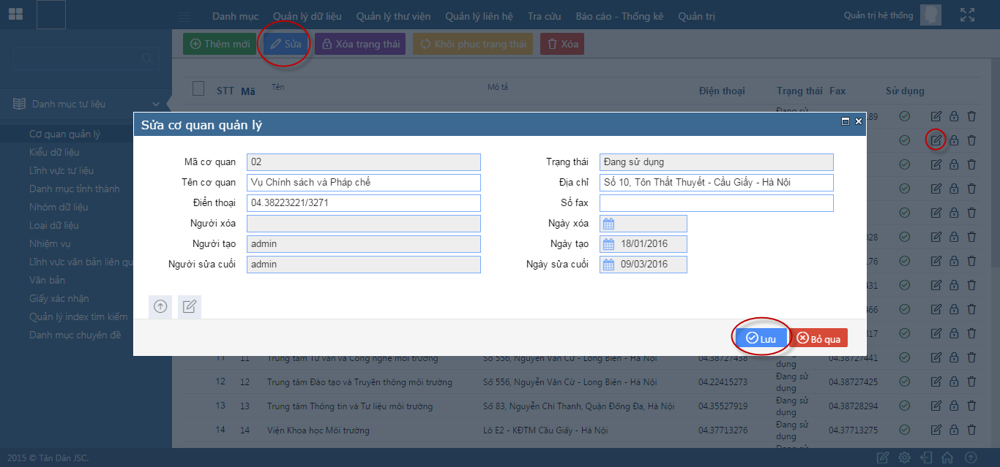 Danh mục Quản lý dữ liệu Quản lý thư viện Quản lý liên hệ Tra cứu Báo cáo - Thống kê Quản trị Quản trị hệ thống
Thêm mới Sửa Xóa trạng thái Khôi phục trạng thái Xóa
STT Mã Tên Mô tả Điện thoại Trạng thái Fax Sử dụng
Danh mục tư liệu
Cơ quan quản lý
Kiểu dữ liệu
Lĩnh vực tư liệu
Danh mục tỉnh thành
Nhóm dữ liệu
Loại dữ liệu
Nhiệm vụ
Lĩnh vực văn bản liên qu
Văn bản
Giấy xác nhận
Quản lý index tìm kiếm
Danh mục chuyên đề
Đang sử
189
028
176
431
466
317
Sửa cơ quan quản lý
Mã cơ quan 02 Trạng thái Đang sử dụng
Tên cơ quan Vụ Chính sách và Pháp chế Địa chỉ Số 10, Tôn Thất Thuyết - Cầu Giấy - Hà Nội
Điển thoại 04.38223221/3271 Số fax
Người xóa Ngày xóa
Người tạo admin Ngày tạo 18/01/2016
Người sửa cuối admin Ngày sửa cuối 09/03/2016
Lưu Bỏ qua
11 11 Trung tâm Tư vấn và Công nghệ môi trường Số 556, Nguyễn Văn Cừ - Long Biên - Hà Nội 04.38727438 dụng 04.38727441
12 12 Trung tâm Đào tạo và Truyền thông môi trường Số 556, Nguyễn Văn Cừ - Long Biên - Hà Nội 04.22415273 Đang sử dụng 04.38727425
13 13 Trung tâm Thông tin và Tư liệu môi trường Số 83, Nguyễn Chí Thanh, Quận Đống Đa, Hà Nội 04.35527919 Đang sử dụng 04.38728294
14 14 Viện Khoa học Môi trường Lô E2 - KĐTM Cầu Giấy - Hà Nội 04.37713276 Đang sử dụng 04.37713275
Đang sử
2015 © Tân Dân JSC.